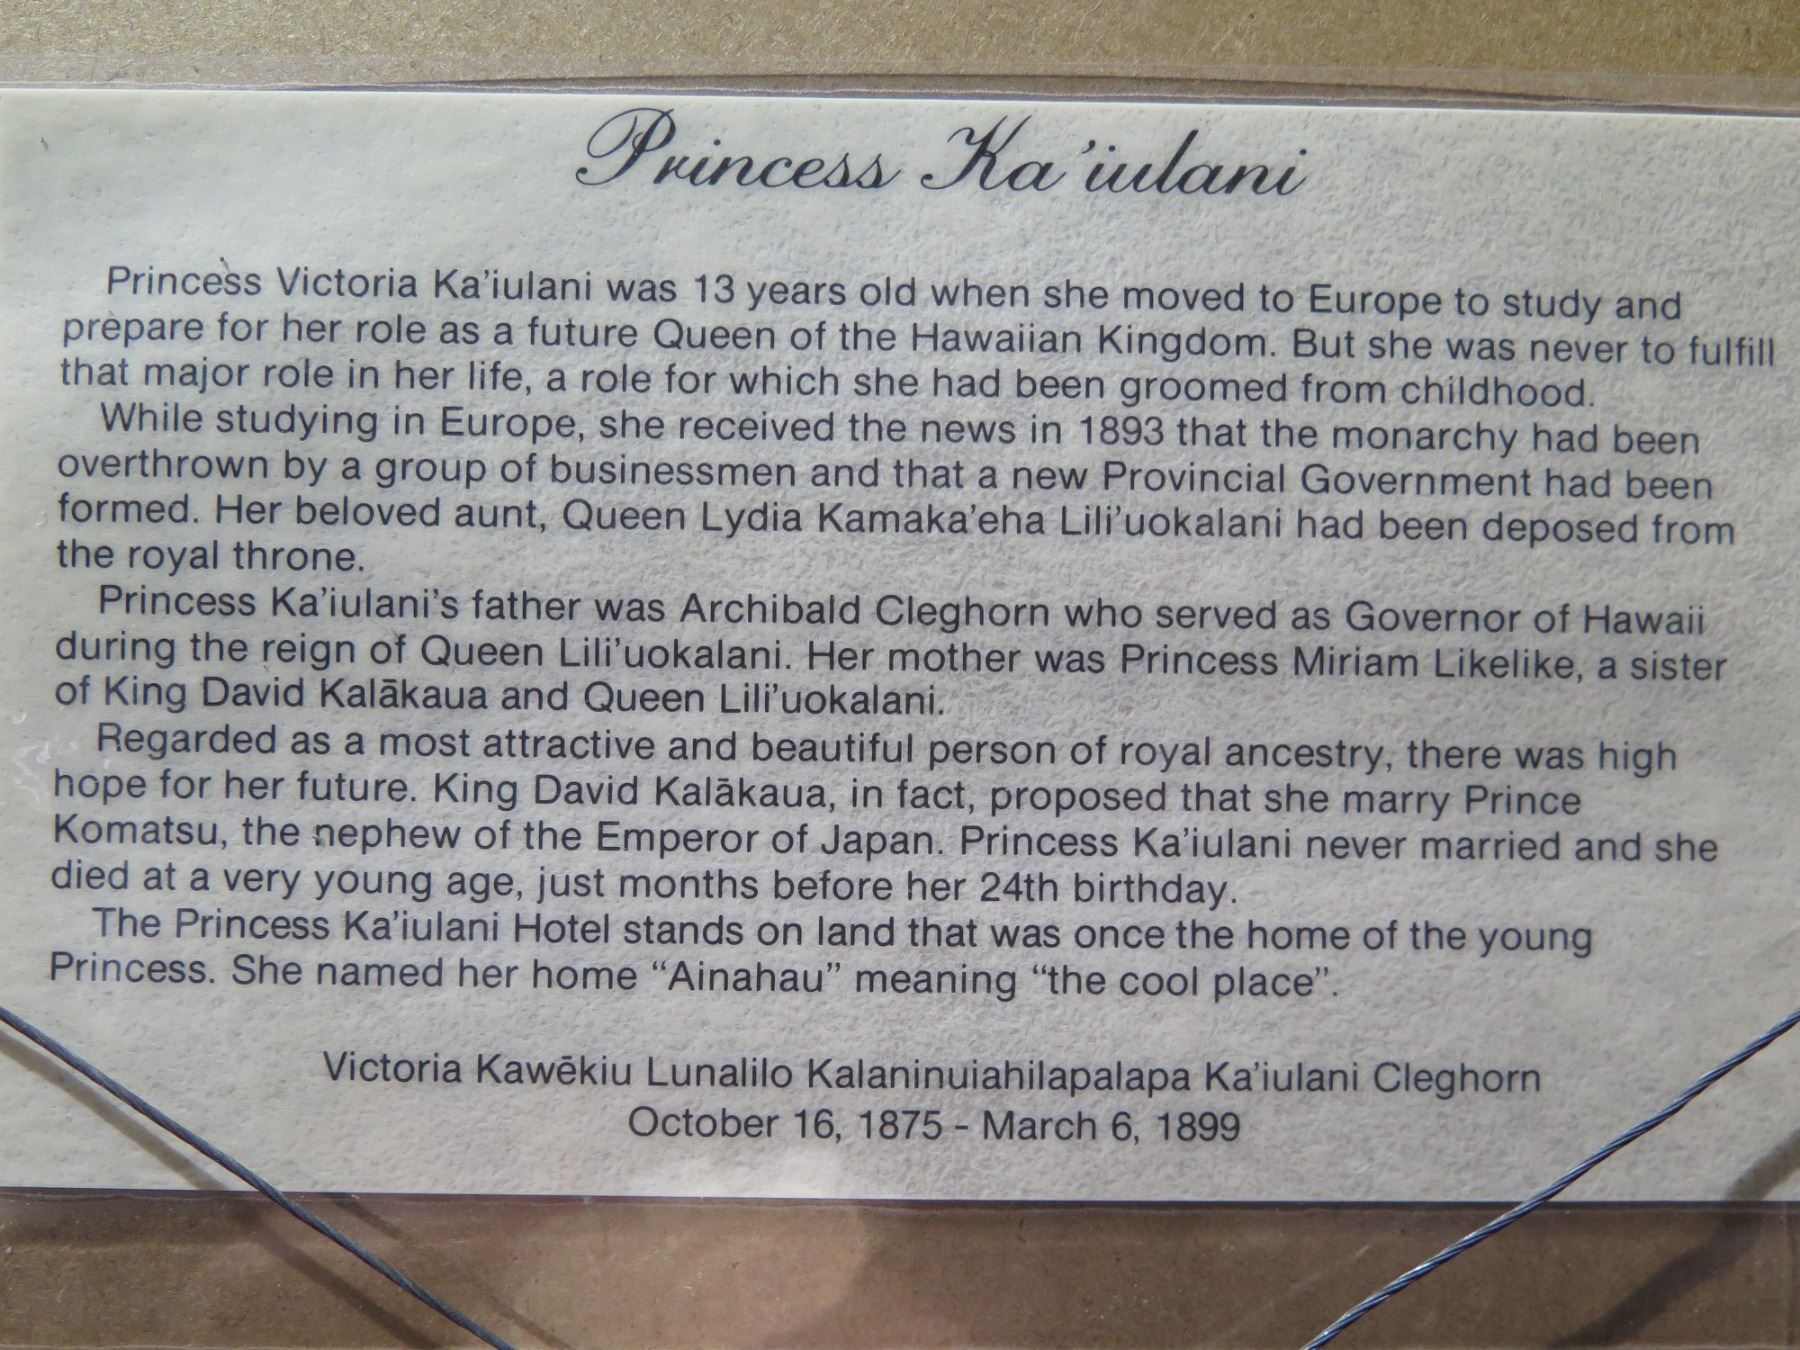 Princess Ka'iulani
Princess Victoria Ka'iulani was 13 years old when she moved to Europe to study and
prepare for her role as a future Queen of the Hawaiian Kingdom. But she was never to fulfill
that major role in her life, a role for which she had been groomed from childhood.
While studying in Europe, she received the news in 1893 that the monarchy had been
overthrown by a group of businessmen and that a new Provincial Government had been
formed. Her beloved aunt, Queen Lydia Kamaka'eha Lili'uokalani had been deposed from
the royal throne.
Princess Ka'iulani's father was Archibald Cleghorn who served as Governor of Hawaii
during the reign of Queen Lili'uokalani. Her mother was Princess Miriam Likelike, a sister
of King David Kalākaua and Queen Lili'uokalani.
Regarded as a most attractive and beautiful person of royal ancestry, there was high
hope for her future. King David Kalākaua, in fact, proposed that she marry Prince
Komatsu, the nephew of the Emperor of Japan. Princess Ka'iulani never married and she
died at a very young age, just months before her 24th birthday.
The Princess Ka'iulani Hotel stands on land that was once the home of the young
Princess. She named her home “Ainahau” meaning “the cool place”.
Victoria Kawēkiu Lunalilo Kalaninuiahilapalapa Ka'iulani Cleghorn
October 16, 1875 - March 6, 1899